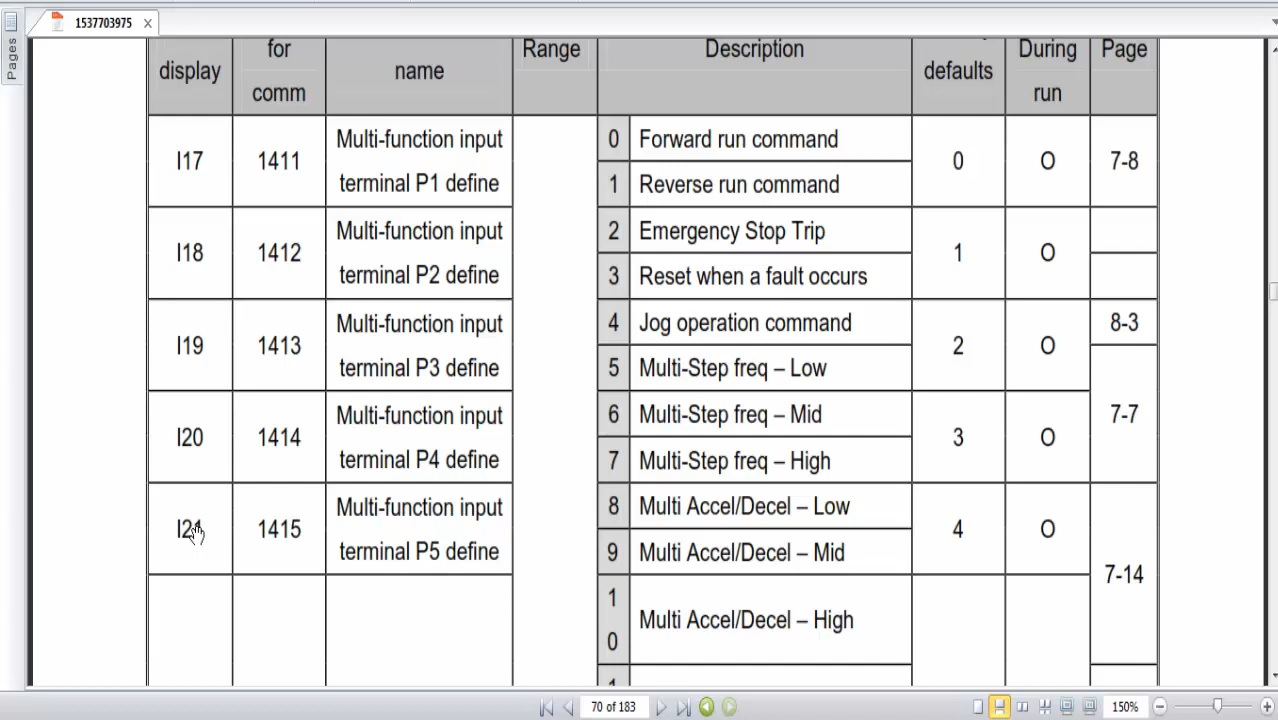 1537703975
Pages
display
for
comm
name
Range
Description
defaults
During
run
Page
I17
1411
Multi-function input
terminal P1 define
0 Forward run command
1 Reverse run command
0
O
7-8
I18
1412
Multi-function input
terminal P2 define
2 Emergency Stop Trip
3 Reset when a fault occurs
1
O
I19
1413
Multi-function input
terminal P3 define
4 Jog operation command
5 Multi-Step freq – Low
2
O
8-3
I20
1414
Multi-function input
terminal P4 define
6 Multi-Step freq – Mid
7 Multi-Step freq – High
3
O
7-7
I21
1415
Multi-function input
terminal P5 define
8 Multi Accel/Decel – Low
9 Multi Accel/Decel – Mid
4
O
1
0
Multi Accel/Decel – High
7-14
70 of 183
150%